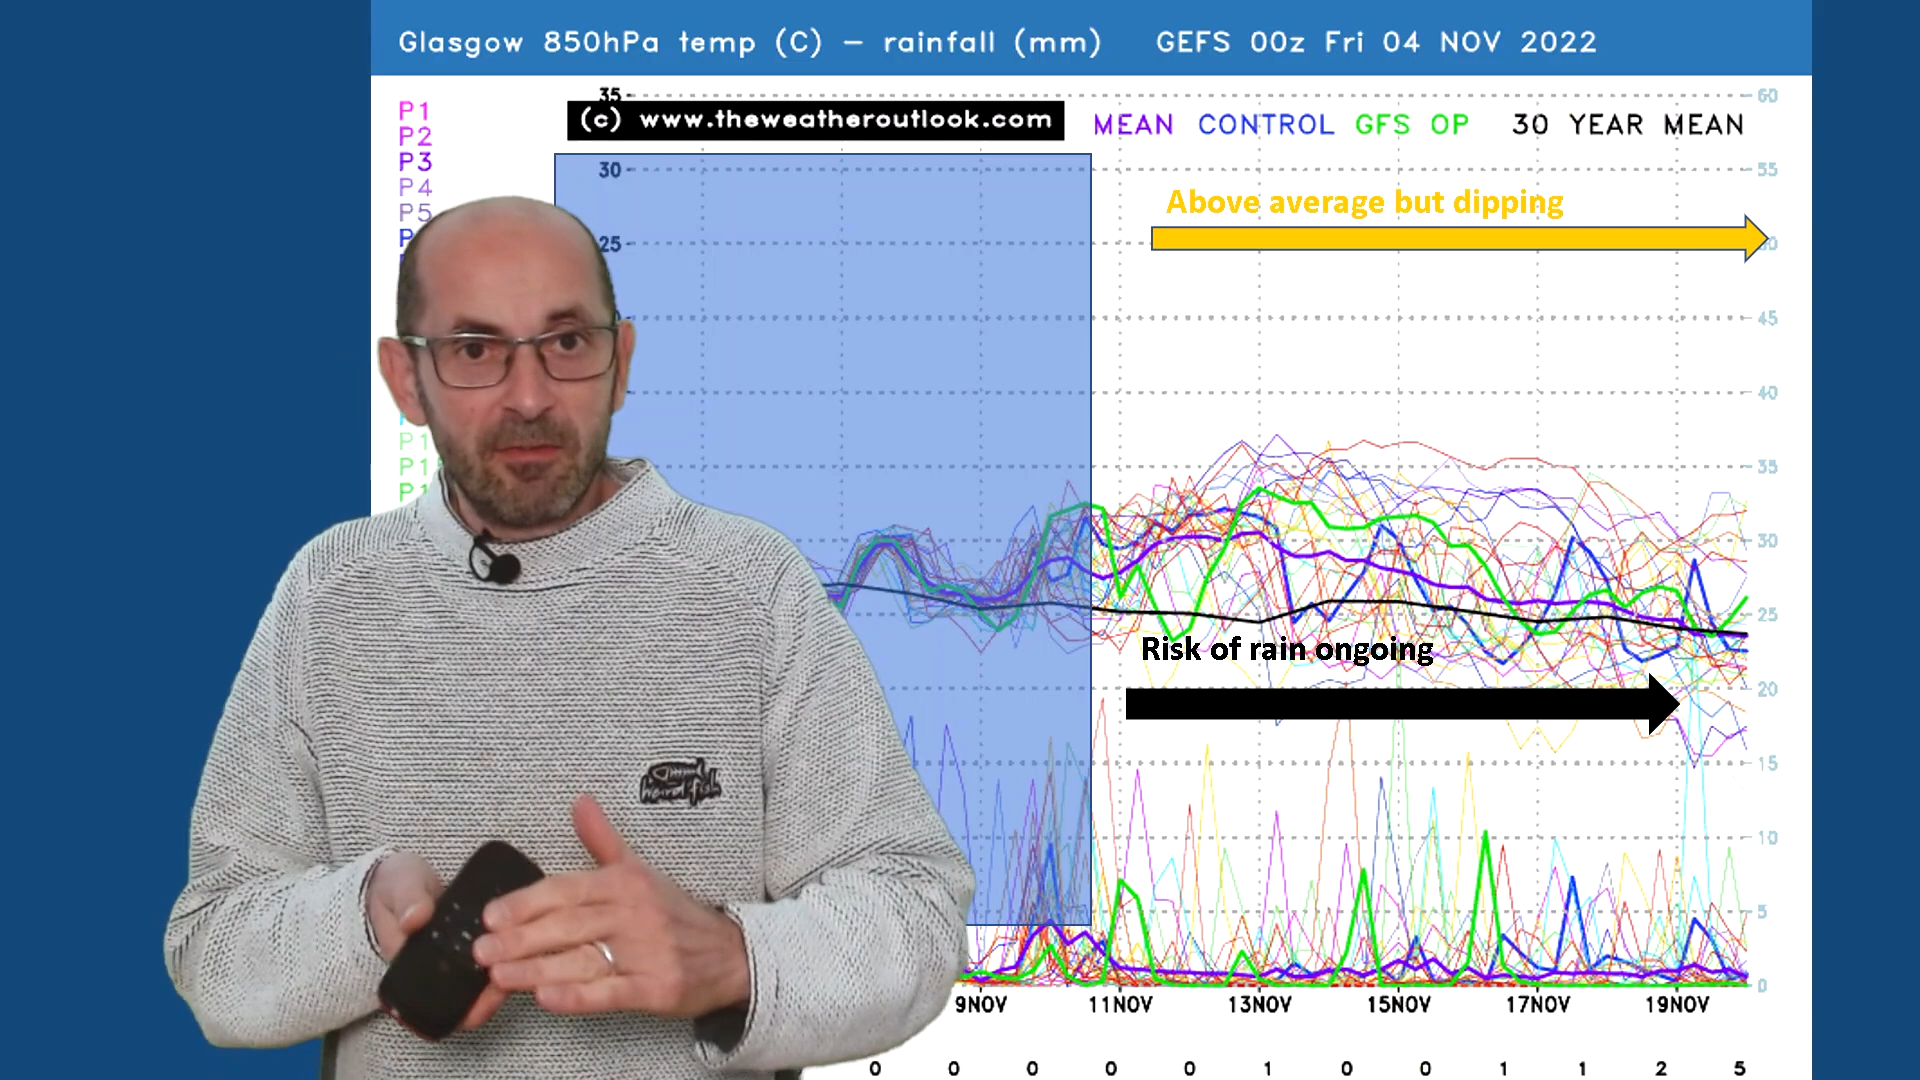 Glasgow 850hPa temp (C) – rainfall (mm) GEFS 00z Fri 04 NOV 2022
35
60
(c) www.theweatheroutlook.com
MEAN CONTROL GFS OP 30 YEAR MEAN
P1
P2
P3
P4
P5
30
55
Above average but dipping
25
45
40
35
30
25
Risk of rain ongoing
20
15
10
5
0
weird fish
9NOV 11NOV 13NOV 15NOV 17NOV 19NOV
0 0 0 0 0 1 0 0 1 1 2 5